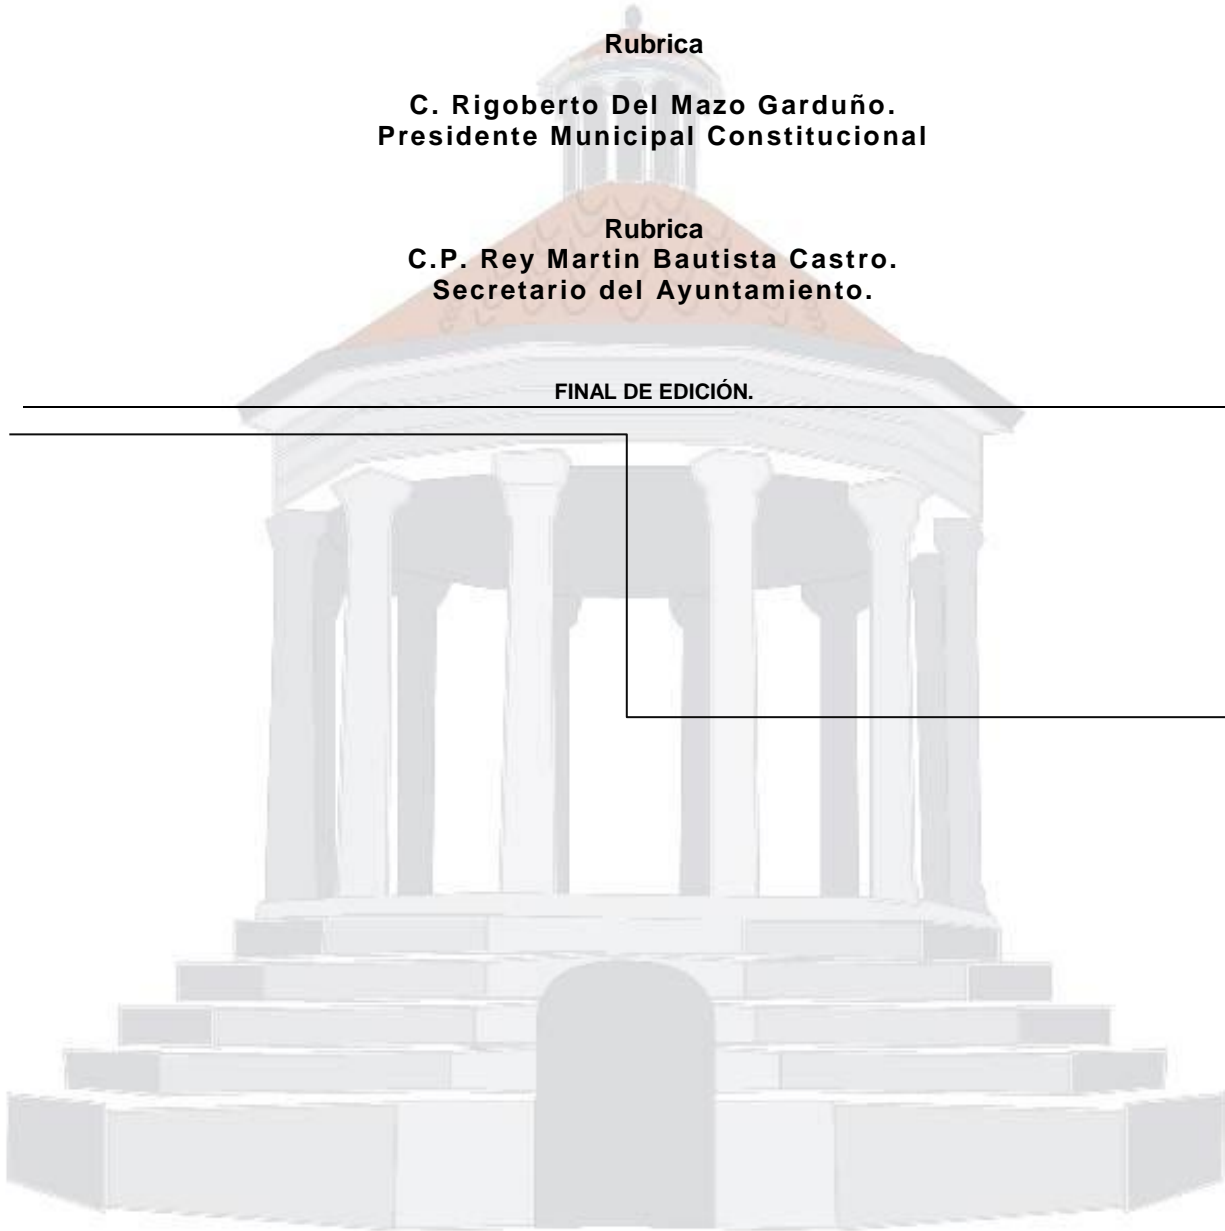 Rubrica
C. Rigoberto Del Mazo Garduño.
Presidente Municipal Constitucional
Rubrica
C.P. Rey Martin Bautista Castro.
Secretario del Ayuntamiento.
FINAL DE EDICIÓN.